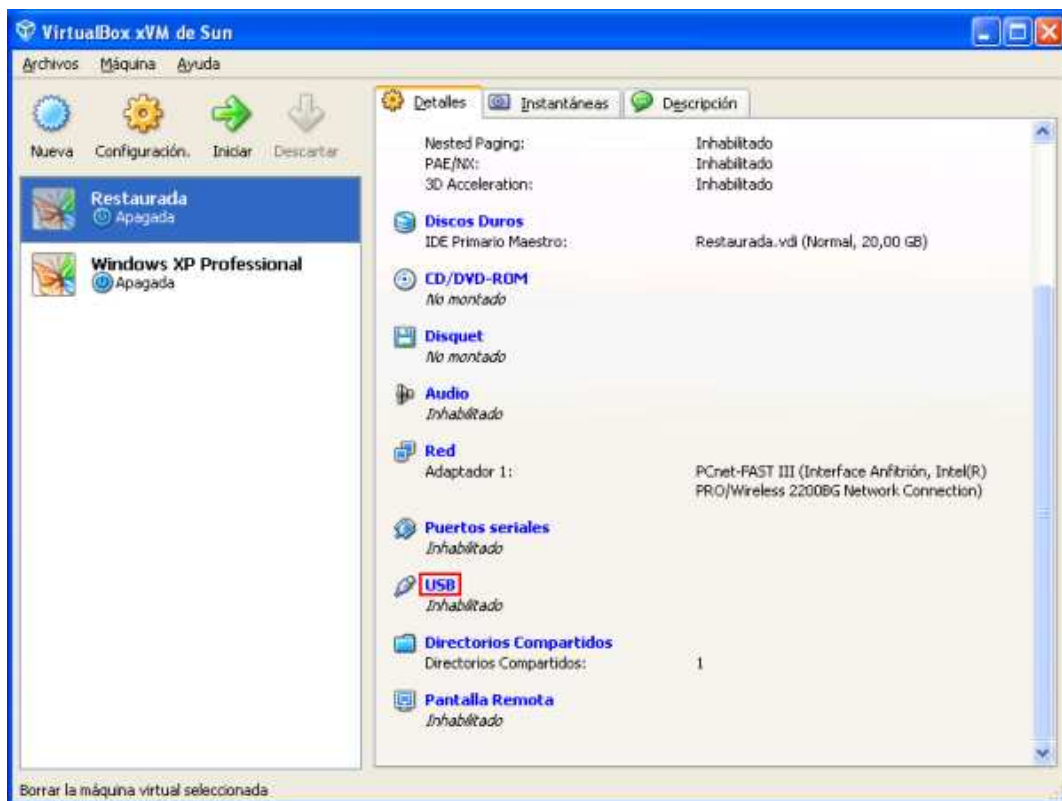 VirtualBox xVM de Sun
Archivos Máquina Ayuda
Nueva Configuración. Iniciar Descartar
Restaurada
Apagada
Windows XP Professional
Apagada
Detalles Instantáneas Descripción
Nested Paging: Inhabilitado
PAE/NX: Inhabilitado
3D Acceleration: Inhabilitado
Discos Duros
IDE Primario Maestro: Restaurada.vdi (Normal, 20,00 GB)
CD/DVD-ROM
No montado
Disquet
No montado
Audio
Inhabilitado
Red
Adaptador 1: PCnet-FAST III (Interface Anfitrión, Intel(R)
PRO/Wireless 2200BG Network Connection)
Puertos seriales
Inhabilitado
USB
Inhabilitado
Directorios Compartidos
Directorios Compartidos: 1
Pantalla Remota
Inhabilitado
Borrar la máquina virtual seleccionada